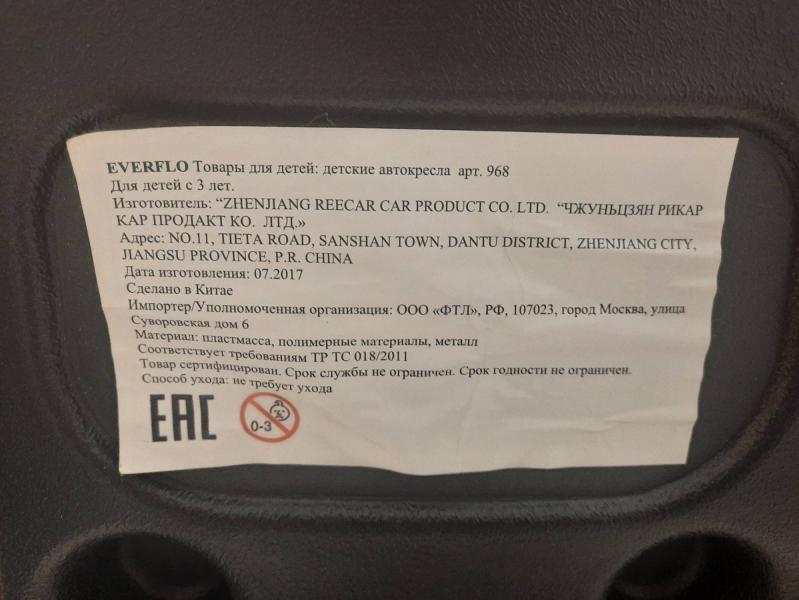 EVERFLO Товары для детей: детские автокресла арт. 968
Для детей с 3 лет.
Изготовитель: “ZHENJIANG REECAR CAR PRODUCT CO. LTD. “ЧЖУНЬЦЗЯН РИКАР
КАР ПРОДАКТ КО. ЛТД.»
Адрес: NO.11, TIETA ROAD, SANSHAN TOWN, DANTU DISTRICT, ZHENJIANG CITY,
JIANGSU PROVINCE, P.R. CHINA
Дата изготовления: 07.2017
Сделано в Китае
Импортер/Уполномоченная организация: ООО «ФТЛ», РФ, 107023, город Москва, улица
Суворовская дом 6
Материал: пластмасса, полимерные материалы, металл
Соответствует требованиям ТР ТС 018/2011
Товар сертифицирован. Срок службы не ограничен. Срок годности не ограничен.
Способ ухода: не требует ухода
EAC 0-3